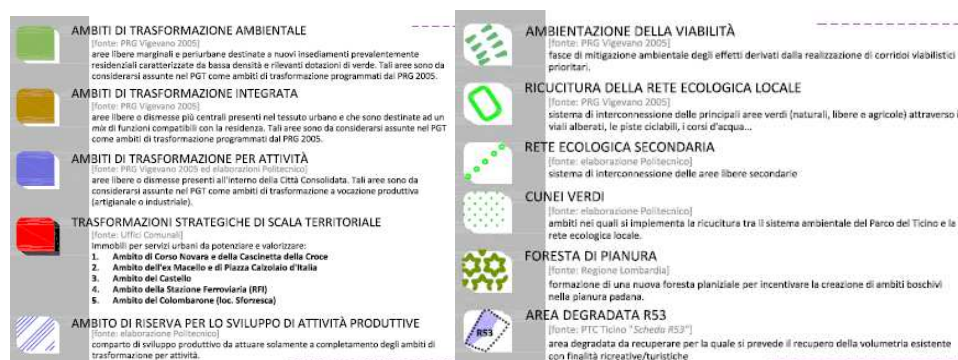 AMBITI DI TRASFORMAZIONE AMBIENTALE
[fonte: PRG Vigevano 2005]
aree libere marginali e periurbane destinate a nuovi insediamenti prevalentemente
residenziali caratterizzate da bassa densità e rilevanti dotazioni di verde. Tali aree sono da
considerarsi assunte nel PGT come ambiti di trasformazione programmati dal PRG 2005.
AMBITI DI TRASFORMAZIONE INTEGRATA
[fonte: PRG Vigevano 2005]
aree libere o dismesse più centrali presenti nel tessuto urbano e che sono destinate ad un
mix di funzioni compatibili con la residenza. Tali aree sono da considerarsi assunte nel PGT
come ambiti di trasformazione programmati dal PRG 2005.
AMBITI DI TRASFORMAZIONE PER ATTIVITÀ
[fonte: PRG Vigevano 2005 ed elaborazioni Politecnico]
aree libere o dismesse presenti all'interno della Città Consolidata. Tali aree sono da
considerarsi assunte nel PGT come ambiti di trasformazione a vocazione produttiva
(artigianale o industriale).
TRASFORMAZIONI STRATEGICHE DI SCALA TERRITORIALE
[fonte: Uffici Comunali]
Immobili per servizi urbani da potenziare e valorizzare:
1. Ambito di Corso Novara e della Cascinetta della Croce
2. Ambito dell'ex Macello e di Piazza Calzolaio d'Italia
3. Ambito del Castello
4. Ambito della Stazione Ferroviaria (RFI)
5. Ambito del Colombarone (loc. Sforzesca)
AMBITO DI RISERVA PER LO SVILUPPO DI ATTIVITÀ PRODUTTIVE
[fonte: elaborazione Politecnico]
comparto di sviluppo produttivo da attuare solamente a completamento degli ambiti di
trasformazione per attività.
AMBIENTAZIONE DELLA VIABILITÀ
[fonte: PRG Vigevano 2005]
fasce di mitigazione ambientale degli effetti derivati dalla realizzazione di corridoi viabilistici
prioritari.
RICUCITURA DELLA RETE ECOLOGICA LOCALE
[fonte: PRG Vigevano 2005]
sistema di interconnessione delle principali aree verdi (naturali, libere e agricole) attraverso i
viali alberati, le piste ciclabili, i corsi d'acqua...
RETE ECOLOGICA SECONDARIA
[fonte: elaborazione Politecnico]
sistema di interconnessione delle aree libere secondarie
CUNEI VERDI
[fonte: elaborazione Politecnico]
ambiti nei quali si implementa la ricucitura tra il sistema ambientale del Parco del Ticino e la
rete ecologica locale.
FORESTA DI PIANURA
[fonte: Regione Lombardia]
formazione di una nuova foresta planiziale per incentivare la creazione di ambiti boschivi
nella pianura padana.
R53
AREA DEGRADATA R53
[fonte: PTC Ticino "Scheda R53"]
area degradata da recuperare per la quale si prevede il recupero della volumetria esistente
con finalità ricreative/turistiche